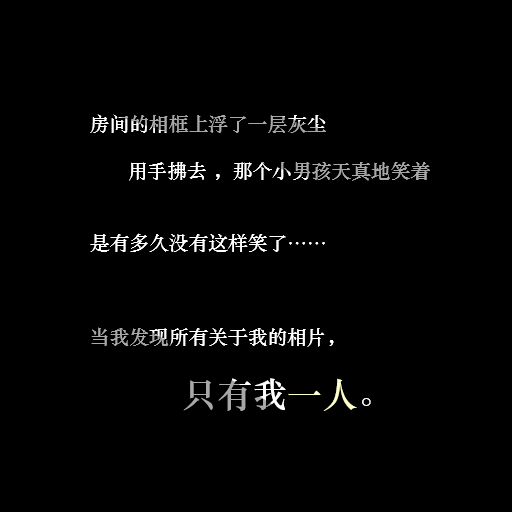 房间的相框上浮了一层灰尘
用手拂去，那个小男孩天真地笑着
是有多久没有这样笑了……
当我发现所有关于我的相片，
只有我一人。